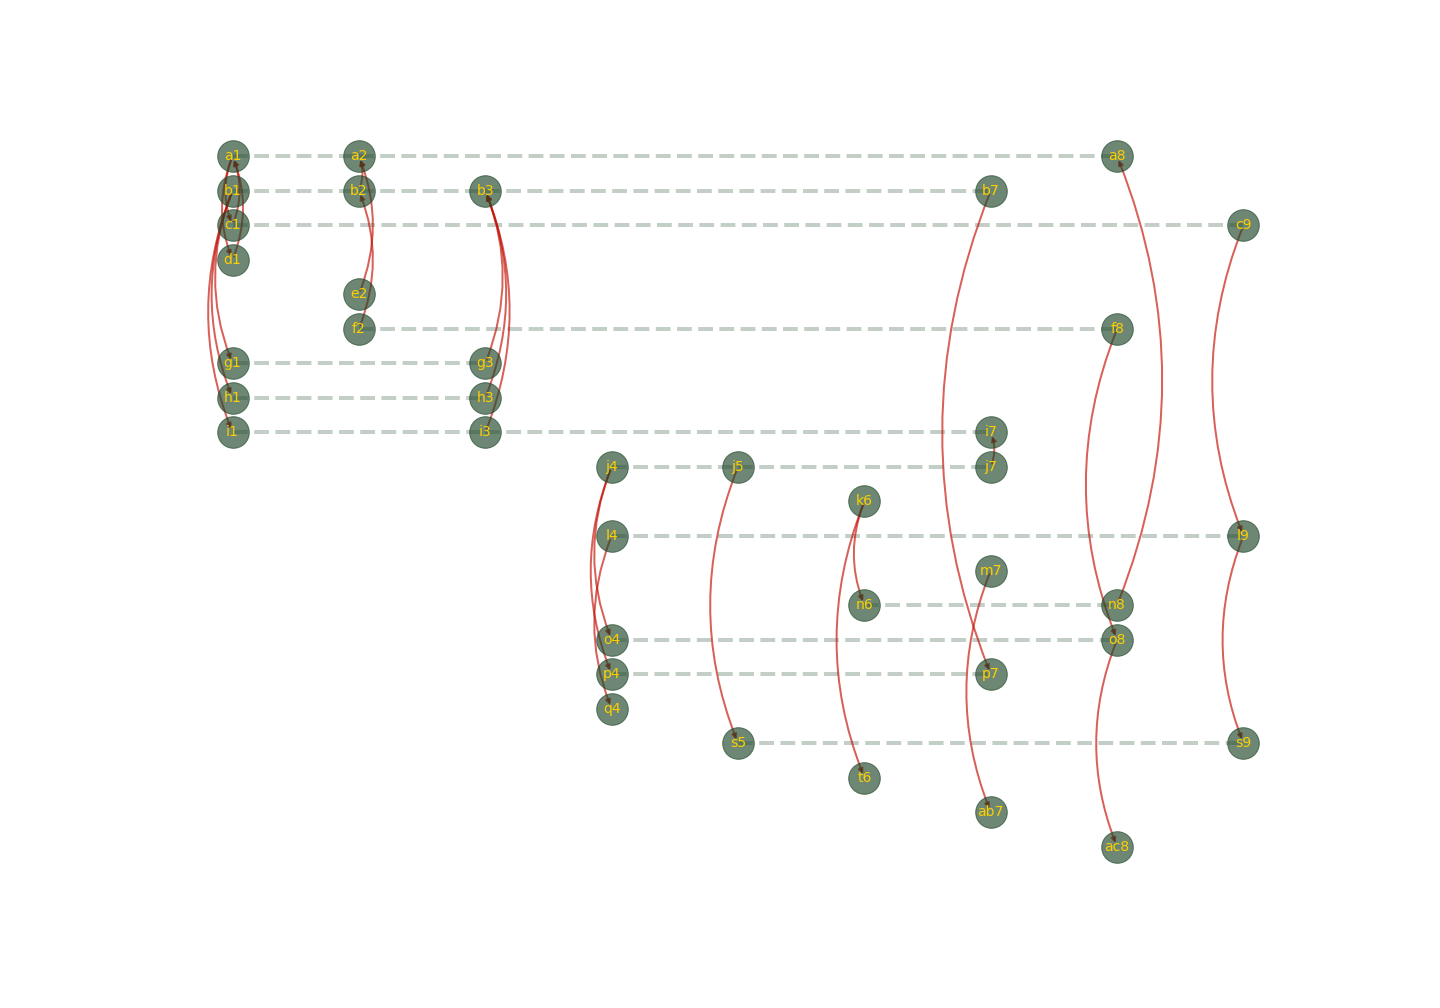 a1 a2 a8
b1 b2 b3 b7
c1 c9
d1
e2
f2 f8
g1 g3
h1 h3
i1 i3 i7
j4 j5 j7
k6
l4 l9
m7
n6 n8
o4 o8
p4 p7
q4
s5 s9
t6
ab7
ac8